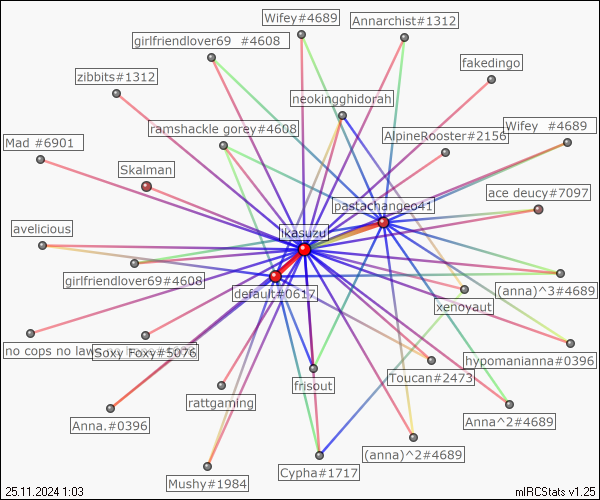 Wifey#4689
Annarchist#1312
girlfriendlover69 #4608
fakedingo
zibbits#1312
neokingghidorah
ramshackle gorey#4608
Wifey #4689
AlpineRooster#2156
Mad #6901
Skalman
ace deucy#7097
pastachangeo41
avelicious
ikasuzu
girlfriendlover69#4608
(anna)^3#4689
default#0617
xenoyaut
no cops no laws no
Soxy Foxy#5076
hypomanianna#0396
Toucan#2473
frisout
rattgaming
Anna^2#4689
Anna.#0396
(anna)^2#4689
Cypha#1717
Mushy#1984
25.11.2024 1:03
mIRCStats v1.25